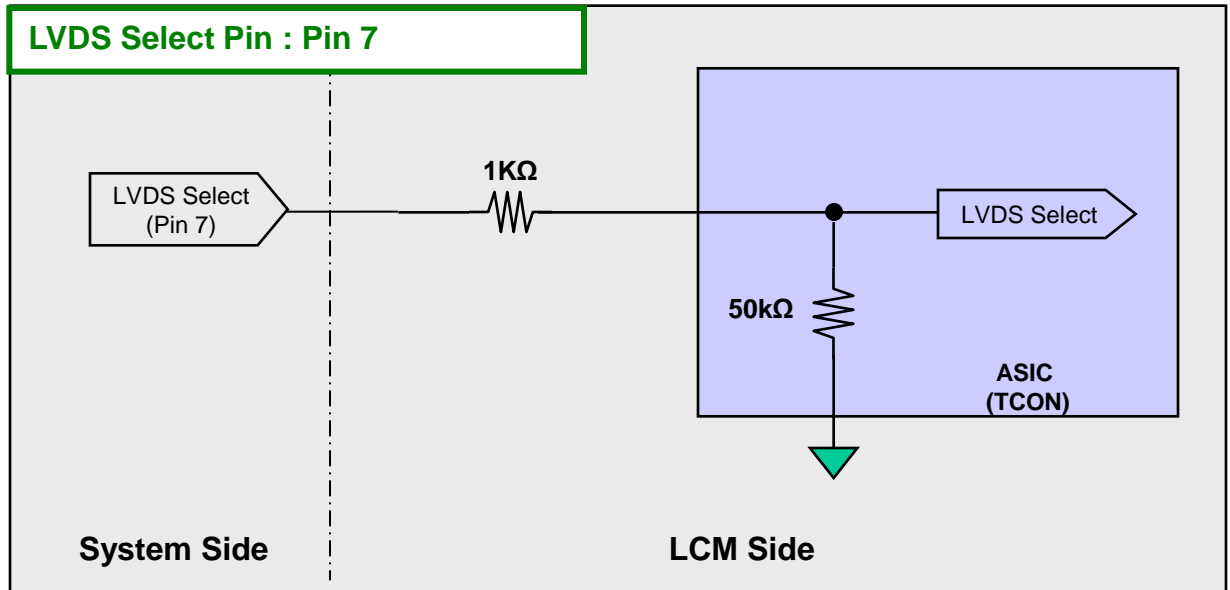 LVDS Select Pin : Pin 7
1KΩ
LVDS Select
(Pin 7)
LVDS Select
50kΩ
ASIC
(TCON)
System Side
LCM Side